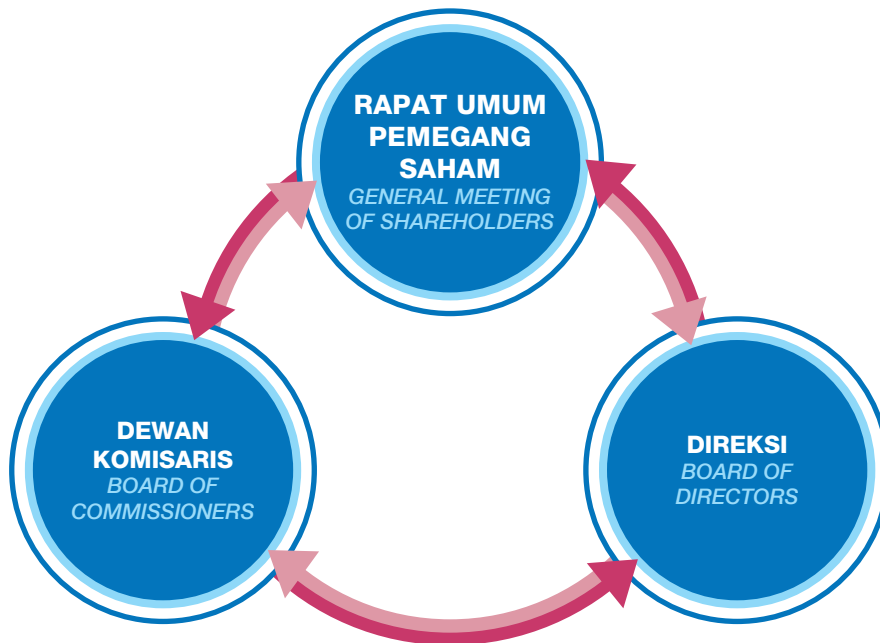 RAPAT UMUM
PEMEGANG
SAHAM
GENERAL MEETING
OF SHAREHOLDERS
DEWAN
KOMISARIS
BOARD OF
COMMISSIONERS
DIREKSI
BOARD OF
DIRECTORS